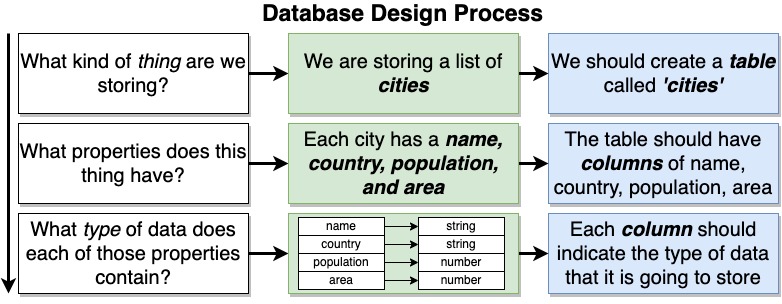 Database Design Process
What kind of thing are we
storing?
We are storing a list of
cities
We should create a table
called 'cities'
What properties does this
thing have?
Each city has a name,
country, population,
and area
The table should have
columns of name,
country, population, area
What type of data does
each of those properties
contain?
name
string
country
string
population
number
area
number
Each column should
indicate the type of data
that it is going to store